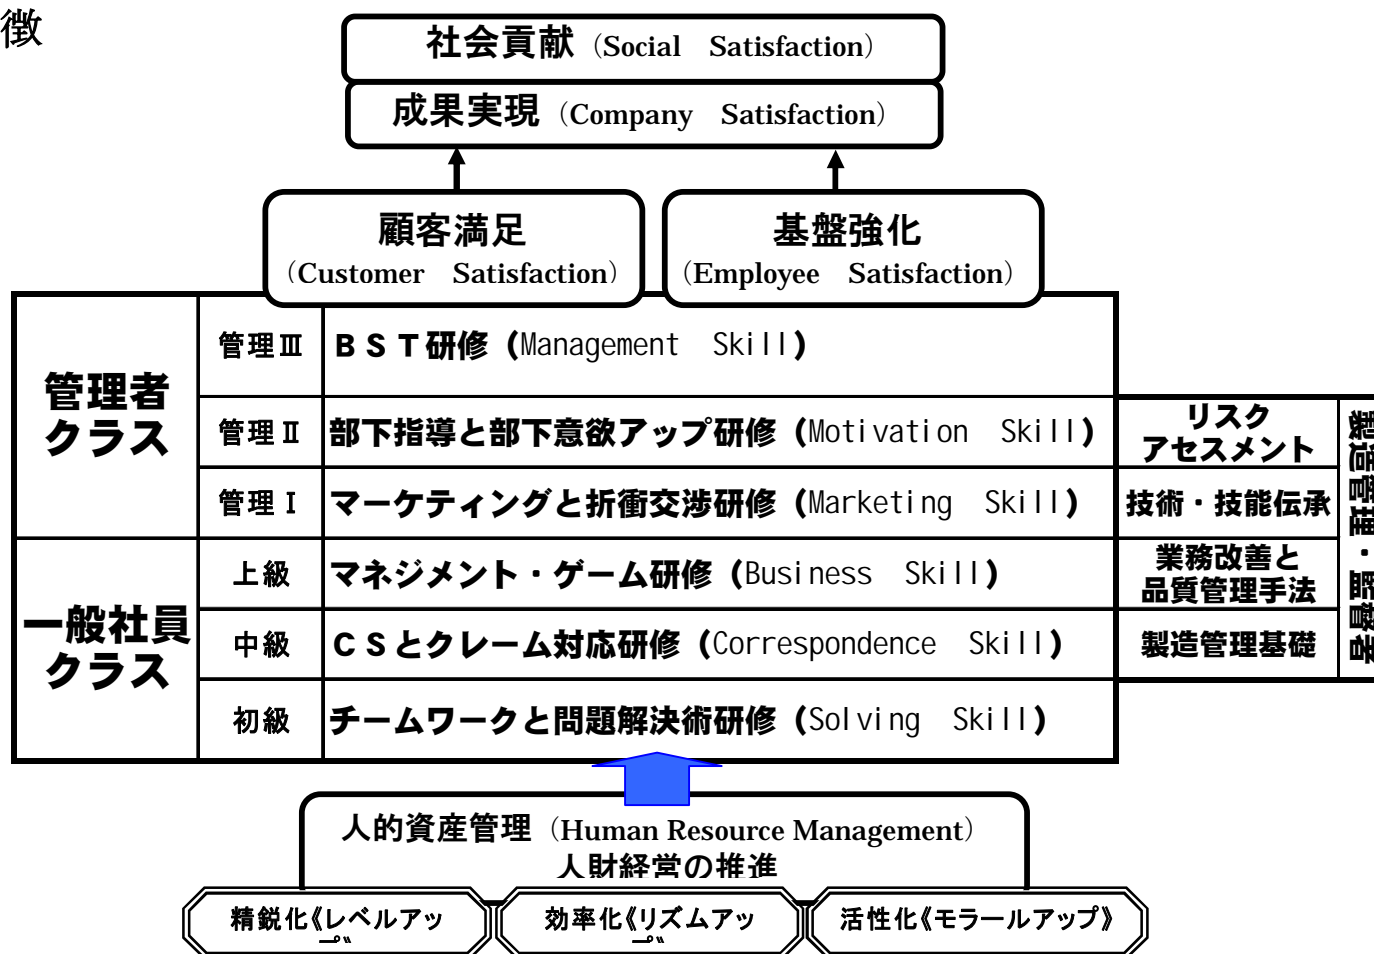 徴
社会貢献（Social　Satisfaction）
成果実現（Company　Satisfaction）
顧客満足
（Customer　Satisfaction）
基盤強化
（Employee　Satisfaction）
管理者
クラス
管理Ⅲ
ＢＳＴ研修（Management　Skill）
管理Ⅱ
部下指導と部下意欲アップ研修（Motivation　Skill）
リスク
アセスメント
管理Ⅰ
マーケティングと折衝交渉研修（Marketing　Skill）
技術・技能伝承
一般社員
クラス
上級
マネジメント・ゲーム研修（Business　Skill）
業務改善と
品質管理手法
中級
ＣＳとクレーム対応研修（Correspondence　Skill）
製造管理基礎
初級
チームワークと問題解決術研修（Solving　Skill）
製造管理・監督者
人的資産管理（Human Resource Management）
人財経営の推進
精鋭化《レベルアッ
プ》
効率化《リズムアッ
プ》
活性化《モラールアップ》